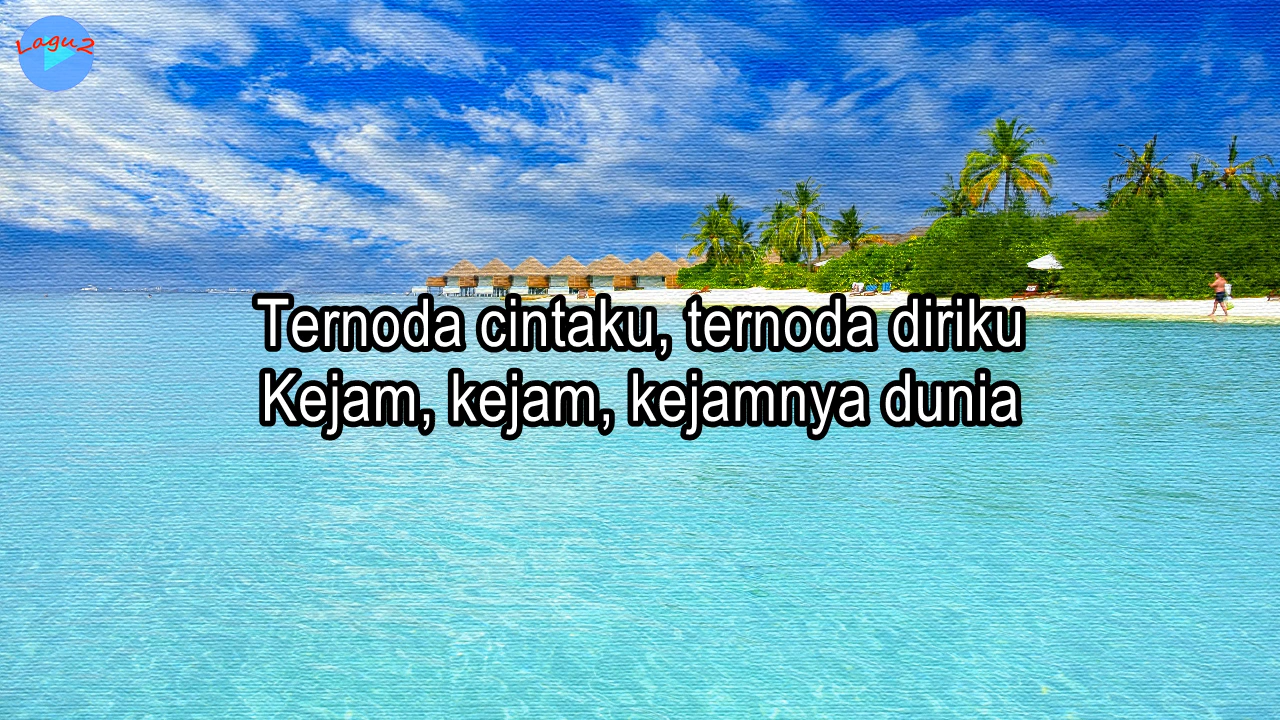 Lagu2
Ternoda cintaku, ternoda diriku
Kejam, kejam, kejamnya dunia